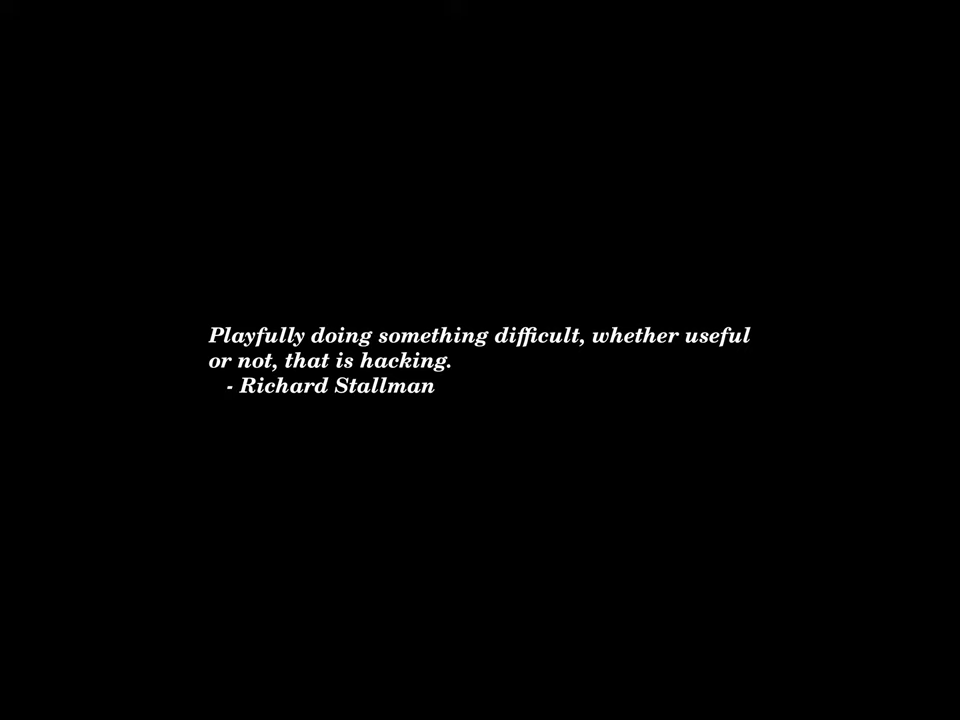 Playfully doing something difficult, whether useful
or not, that is hacking.
- Richard Stallman